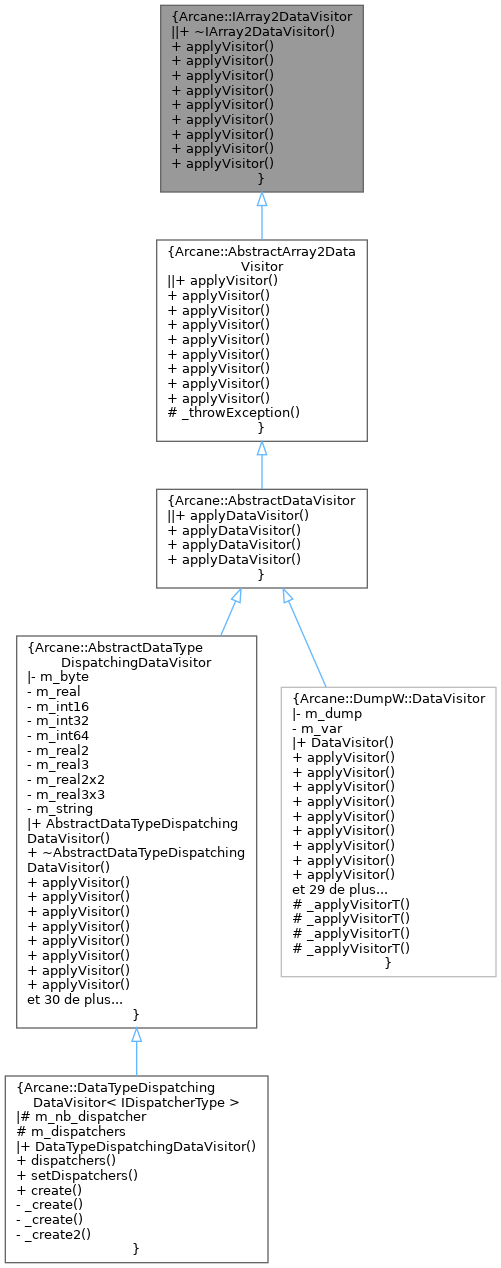 {Arcane::IArray2DataVisitor
||+ ~IArray2DataVisitor()
+ applyVisitor()
+ applyVisitor()
+ applyVisitor()
+ applyVisitor()
+ applyVisitor()
+ applyVisitor()
+ applyVisitor()
+ applyVisitor()
+ applyVisitor()
}
{Arcane::AbstractArray2Data
Visitor
||+ applyVisitor()
+ applyVisitor()
+ applyVisitor()
+ applyVisitor()
+ applyVisitor()
+ applyVisitor()
+ applyVisitor()
+ applyVisitor()
+ applyVisitor()
# _throwException()
}
{Arcane::AbstractDataVisitor
||+ applyDataVisitor()
+ applyDataVisitor()
+ applyDataVisitor()
+ applyDataVisitor()
}
{Arcane::AbstractDataType
DispatchingDataVisitor
|- m_byte
- m_real
- m_int16
- m_int32
- m_int64
- m_real2
- m_real3
- m_real2x2
- m_real3x3
- m_string
|+ AbstractDataTypeDispatching
DataVisitor()
+ ~AbstractDataTypeDispatching
DataVisitor()
+ applyVisitor()
+ applyVisitor()
+ applyVisitor()
+ applyVisitor()
+ applyVisitor()
+ applyVisitor()
+ applyVisitor()
+ applyVisitor()
et 30 de plus...
}
{Arcane::DumpW::DataVisitor
|- m_dump
- m_var
|+ DataVisitor()
+ applyVisitor()
+ applyVisitor()
+ applyVisitor()
+ applyVisitor()
+ applyVisitor()
+ applyVisitor()
+ applyVisitor()
+ applyVisitor()
+ applyVisitor()
et 29 de plus...
# _applyVisitorT()
# _applyVisitorT()
# _applyVisitorT()
# _applyVisitorT()
}
{Arcane::DataTypeDispatching
DataVisitor< IDispatcherType >
|# m_nb_dispatcher
# m_dispatchers
|+ DataTypeDispatchingDataVisitor()
+ dispatchers()
+ setDispatchers()
+ create()
- _create()
- _create()
- _create2()
}